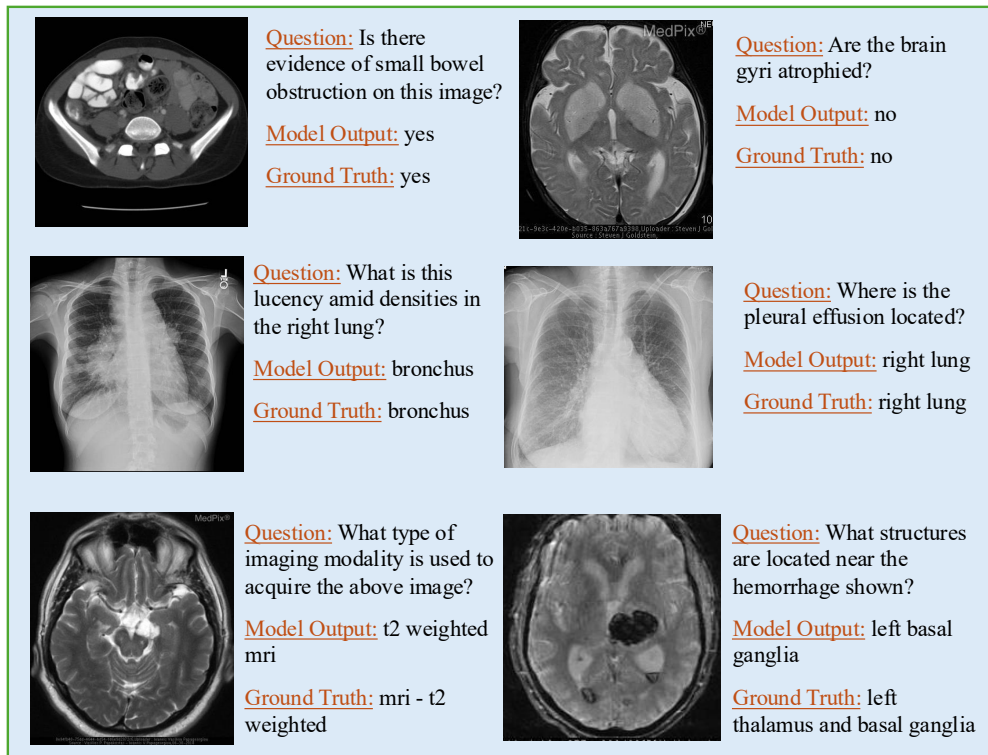 Question: Is there
evidence of small bowel
obstruction on this image?
Model Output: yes
Ground Truth: yes
MedPix®
Question: Are the brain
gyri atrophied?
Model Output: no
Ground Truth: no
10
Source : Steven J Goldstein,
Question: What is this
lucency amid densities in
the right lung?
Model Output: bronchus
Ground Truth: bronchus
Question: Where is the
pleural effusion located?
Model Output: right lung
Ground Truth: right lung
MedPix®
Question: What type of
imaging modality is used to
acquire the above image?
Model Output: t2 weighted
mri
Ground Truth: mri - t2
weighted
Question: What structures
are located near the
hemorrhage shown?
Model Output: left basal
ganglia
Ground Truth: left
thalamus and basal ganglia